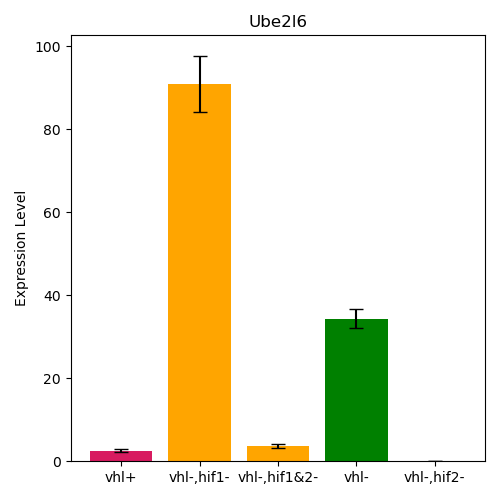 Ube2l6
Expression Level
100
80
60
40
20
0
vhl+
vhl-,hif1-
vhl-,hif1&2-
vhl-
vhl-,hif2-